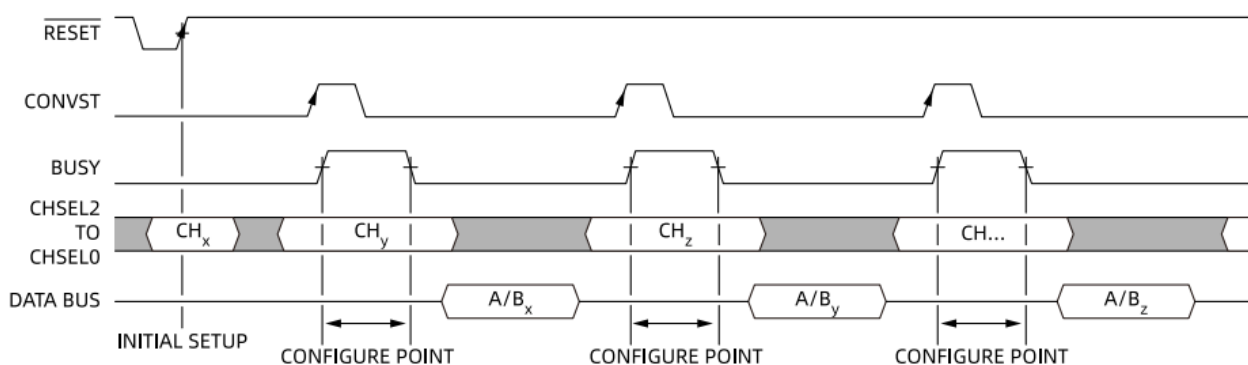 RESET
CONVST
BUSY
CHSEL2
TO
CHSEL0
CHx
CHy
CHz
CH...
DATA BUS
A/Bx
A/By
A/Bz
INITIAL SETUP
CONFIGURE POINT
CONFIGURE POINT
CONFIGURE POINT